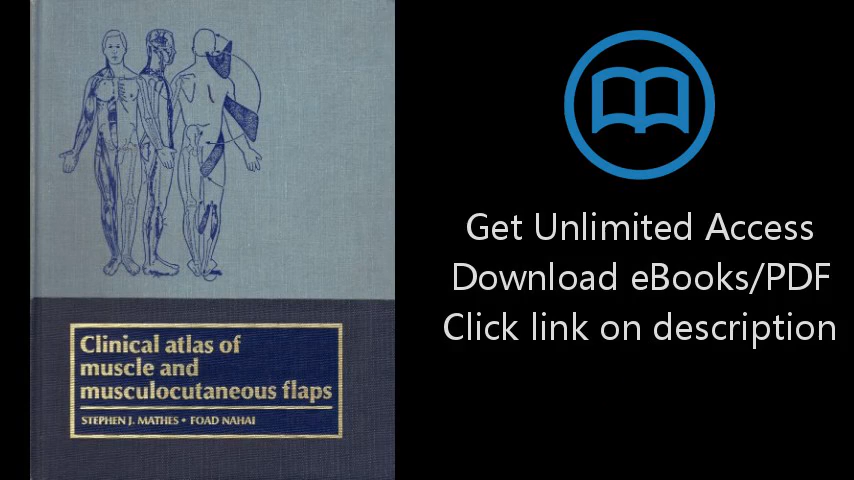 Clinical atlas of
muscle and
musculocutaneous flaps
STEPHEN J. MATHES • FOAD NAHAI
Get Unlimited Access
Download eBooks/PDF
Click link on description